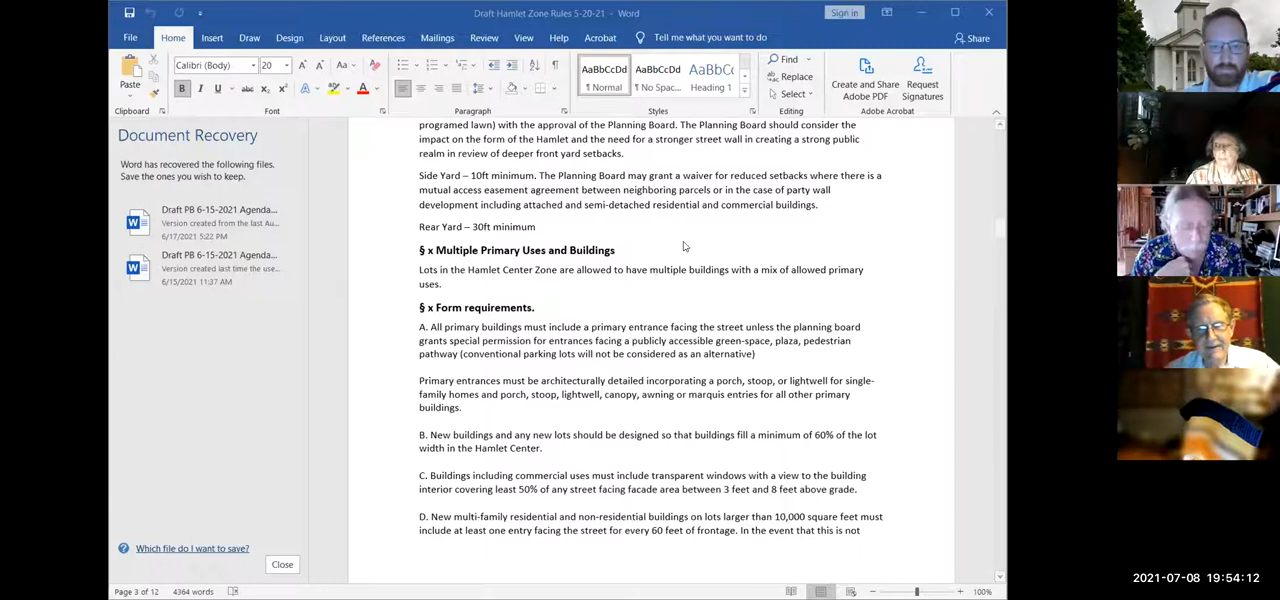 Draft Hamlet Zone Rules 5-20-21 - Word
Sign in
File Home Insert Draw Design Layout References Mailings Review View Help Acrobat Tell me what you want to do Share
Paste
Clipboard
Calibri (Body) 20
Font
Paragraph
AaBbCcDd AaBbCcDd AaBbCc
¶ Normal ¶ No Spac... Heading 1
Styles
Find
Replace
Select
Editing
Create and Share Adobe PDF
Request Signatures
Adobe Acrobat
Document Recovery
Word has recovered the following files.
Save the ones you wish to keep.
Draft PB 6-15-2021 Agenda...
Version created from the last Au...
6/17/2021 5:22 PM
Draft PB 6-15-2021 Agenda...
Version created last time the use...
6/15/2021 11:37 AM
Which file do I want to save?
Close
programed lawn) with the approval of the Planning Board. The Planning Board should consider the
impact on the form of the Hamlet and the need for a stronger street wall in creating a strong public
realm in review of deeper front yard setbacks.
Side Yard – 10ft minimum. The Planning Board may grant a waiver for reduced setbacks where there is a
mutual access easement agreement between neighboring parcels or in the case of party wall
development including attached and semi-detached residential and commercial buildings.
Rear Yard – 30ft minimum
§ x Multiple Primary Uses and Buildings
Lots in the Hamlet Center Zone are allowed to have multiple buildings with a mix of allowed primary
uses.
§ x Form requirements.
A. All primary buildings must include a primary entrance facing the street unless the planning board
grants special permission for entrances facing a publicly accessible green-space, plaza, pedestrian
pathway (conventional parking lots will not be considered as an alternative)
Primary entrances must be architecturally detailed incorporating a porch, stoop, or lightwell for single-
family homes and porch, stoop, lightwell, canopy, awning or marquis entries for all other primary
buildings.
B. New buildings and any new lots should be designed so that buildings fill a minimum of 60% of the lot
width in the Hamlet Center.
C. Buildings including commercial uses must include transparent windows with a view to the building
interior covering least 50% of any street facing facade area between 3 feet and 8 feet above grade.
D. New multi-family residential and non-residential buildings on lots larger than 10,000 square feet must
include at least one entry facing the street for every 60 feet of frontage. In the event that this is not
Page 3 of 12 4364 words
100%
2021-07-08 19:54:12